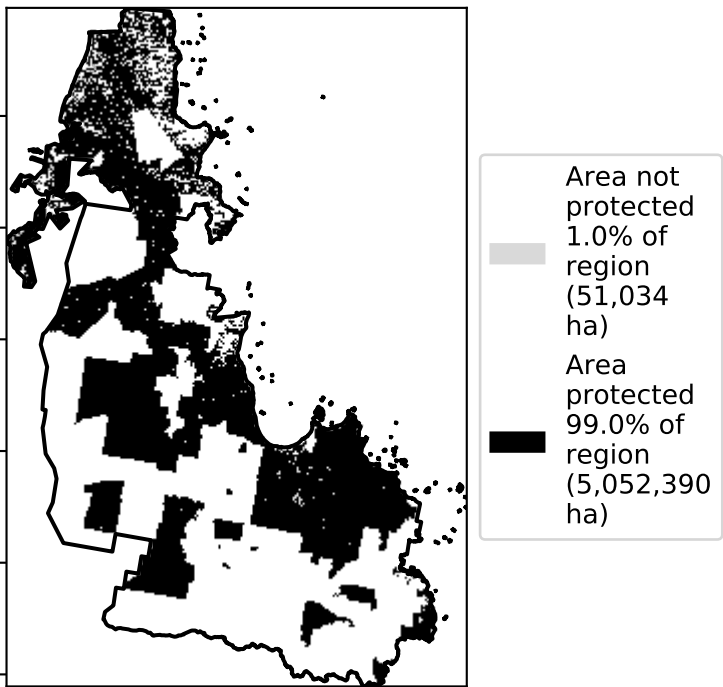 Area not
protected
1.0% of
region
(51,034
ha)
Area
protected
99.0% of
region
(5,052,390
ha)